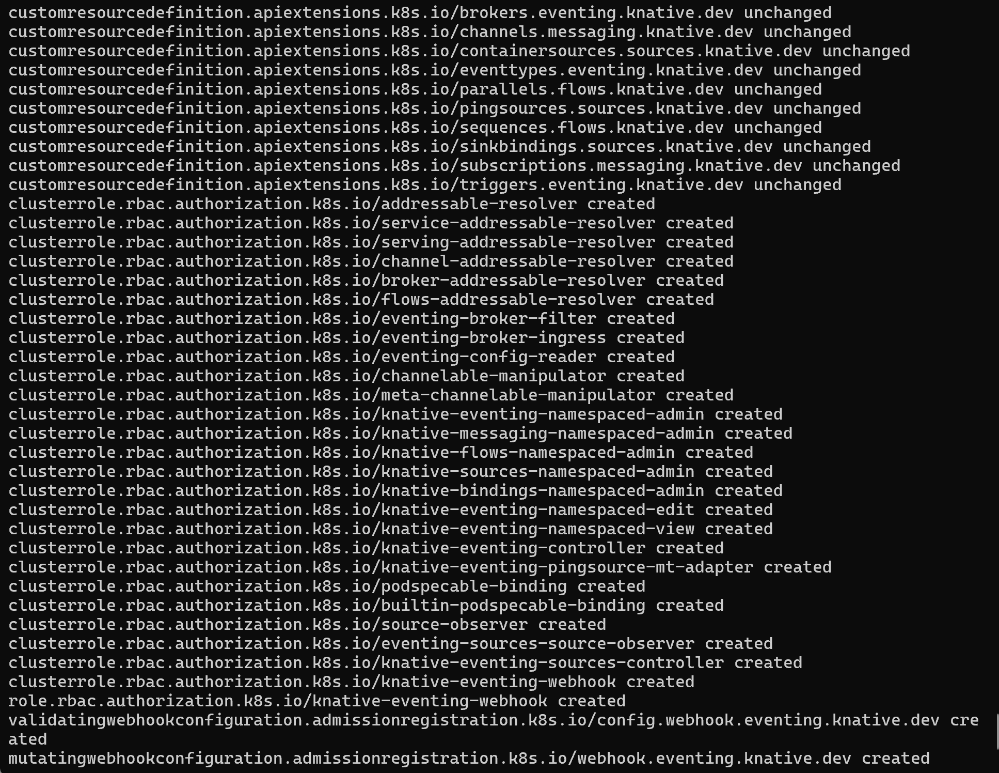 customresourcedefinition.apiextensions.k8s.io/brokers.eventing.knative.dev unchanged
customresourcedefinition.apiextensions.k8s.io/channels.messaging.knative.dev unchanged
customresourcedefinition.apiextensions.k8s.io/containersources.sources.knative.dev unchanged
customresourcedefinition.apiextensions.k8s.io/eventtypes.eventing.knative.dev unchanged
customresourcedefinition.apiextensions.k8s.io/parallels.flows.knative.dev unchanged
customresourcedefinition.apiextensions.k8s.io/pingsources.sources.knative.dev unchanged
customresourcedefinition.apiextensions.k8s.io/sequences.flows.knative.dev unchanged
customresourcedefinition.apiextensions.k8s.io/sinkbindings.sources.knative.dev unchanged
customresourcedefinition.apiextensions.k8s.io/subscriptions.messaging.knative.dev unchanged
customresourcedefinition.apiextensions.k8s.io/triggers.eventing.knative.dev unchanged
clusterrole.rbac.authorization.k8s.io/addressable-resolver created
clusterrole.rbac.authorization.k8s.io/service-addressable-resolver created
clusterrole.rbac.authorization.k8s.io/serving-addressable-resolver created
clusterrole.rbac.authorization.k8s.io/channel-addressable-resolver created
clusterrole.rbac.authorization.k8s.io/broker-addressable-resolver created
clusterrole.rbac.authorization.k8s.io/flows-addressable-resolver created
clusterrole.rbac.authorization.k8s.io/eventing-broker-filter created
clusterrole.rbac.authorization.k8s.io/eventing-broker-ingress created
clusterrole.rbac.authorization.k8s.io/eventing-config-reader created
clusterrole.rbac.authorization.k8s.io/channelable-manipulator created
clusterrole.rbac.authorization.k8s.io/meta-channelable-manipulator created
clusterrole.rbac.authorization.k8s.io/knative-eventing-namespaced-admin created
clusterrole.rbac.authorization.k8s.io/knative-messaging-namespaced-admin created
clusterrole.rbac.authorization.k8s.io/knative-flows-namespaced-admin created
clusterrole.rbac.authorization.k8s.io/knative-sources-namespaced-admin created
clusterrole.rbac.authorization.k8s.io/knative-bindings-namespaced-admin created
clusterrole.rbac.authorization.k8s.io/knative-eventing-namespaced-edit created
clusterrole.rbac.authorization.k8s.io/knative-eventing-namespaced-view created
clusterrole.rbac.authorization.k8s.io/knative-eventing-controller created
clusterrole.rbac.authorization.k8s.io/knative-eventing-pingsource-mt-adapter created
clusterrole.rbac.authorization.k8s.io/podspecable-binding created
clusterrole.rbac.authorization.k8s.io/builtin-podspecable-binding created
clusterrole.rbac.authorization.k8s.io/source-observer created
clusterrole.rbac.authorization.k8s.io/eventing-sources-source-observer created
clusterrole.rbac.authorization.k8s.io/knative-eventing-sources-controller created
clusterrole.rbac.authorization.k8s.io/knative-eventing-webhook created
role.rbac.authorization.k8s.io/knative-eventing-webhook created
validatingwebhookconfiguration.admissionregistration.k8s.io/config.webhook.eventing.knative.dev cre
ated
mutatingwebhookconfiguration.admissionregistration.k8s.io/webhook.eventing.knative.dev created